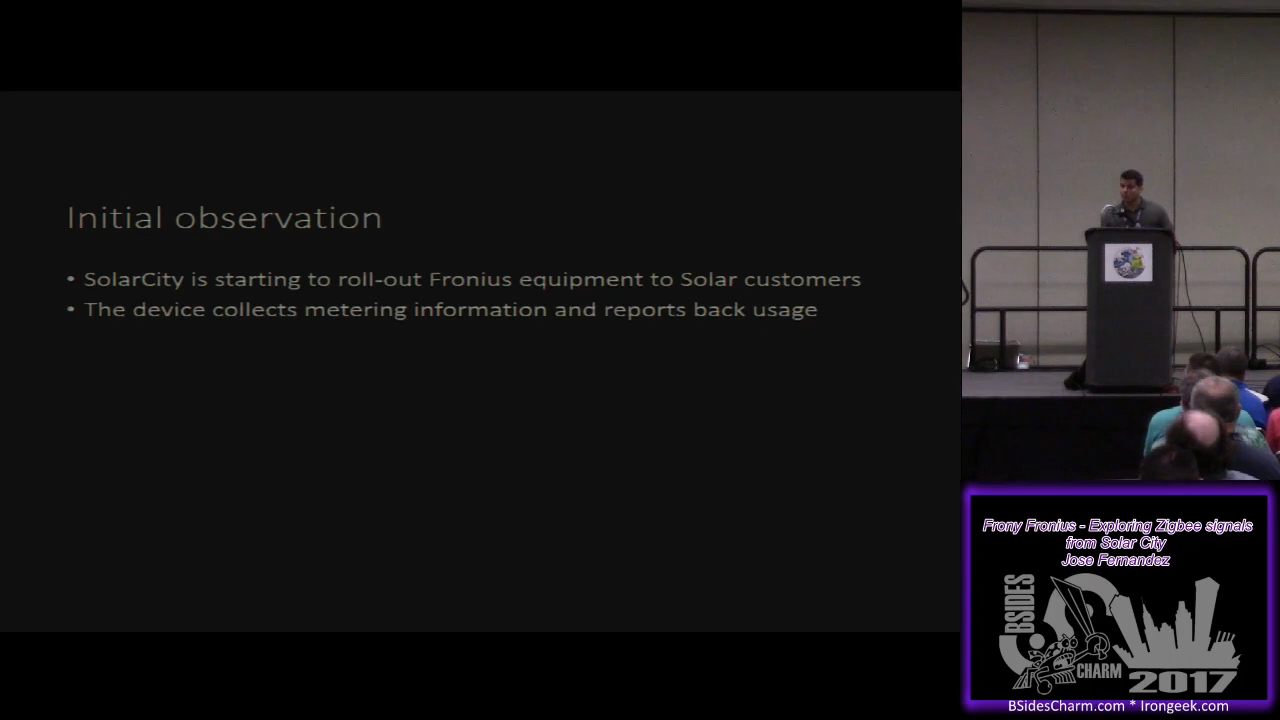 Initial observation
• SolarCity is starting to roll-out Fronius equipment to Solar customers
• The device collects metering information and reports back usage
Frony Fronius - Exploring Zigbee signals
from Solar City
Jose Fernandez
BSIDES
CHARM
2017
BSidesCharm.com * Irongeek.com